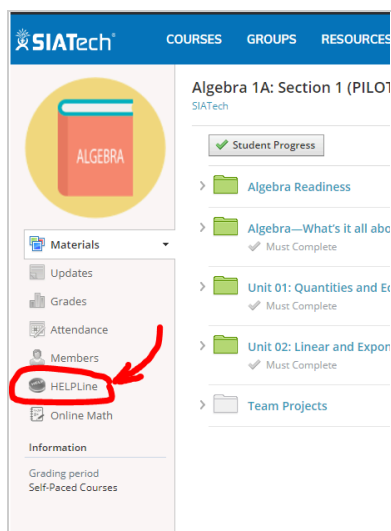 SIATech
COURSES GROUPS RESOURCES
ALGEBRA
Materials
Updates
Grades
Attendance
Members
HELPLine
Online Math
Information
Grading period
Self-Paced Courses
Algebra 1A: Section 1 (PILOT
SIATech
Student Progress
Algebra Readiness
Algebra—What's it all abo
Must Complete
Unit 01: Quantities and E
Must Complete
Unit 02: Linear and Expon
Must Complete
Team Projects